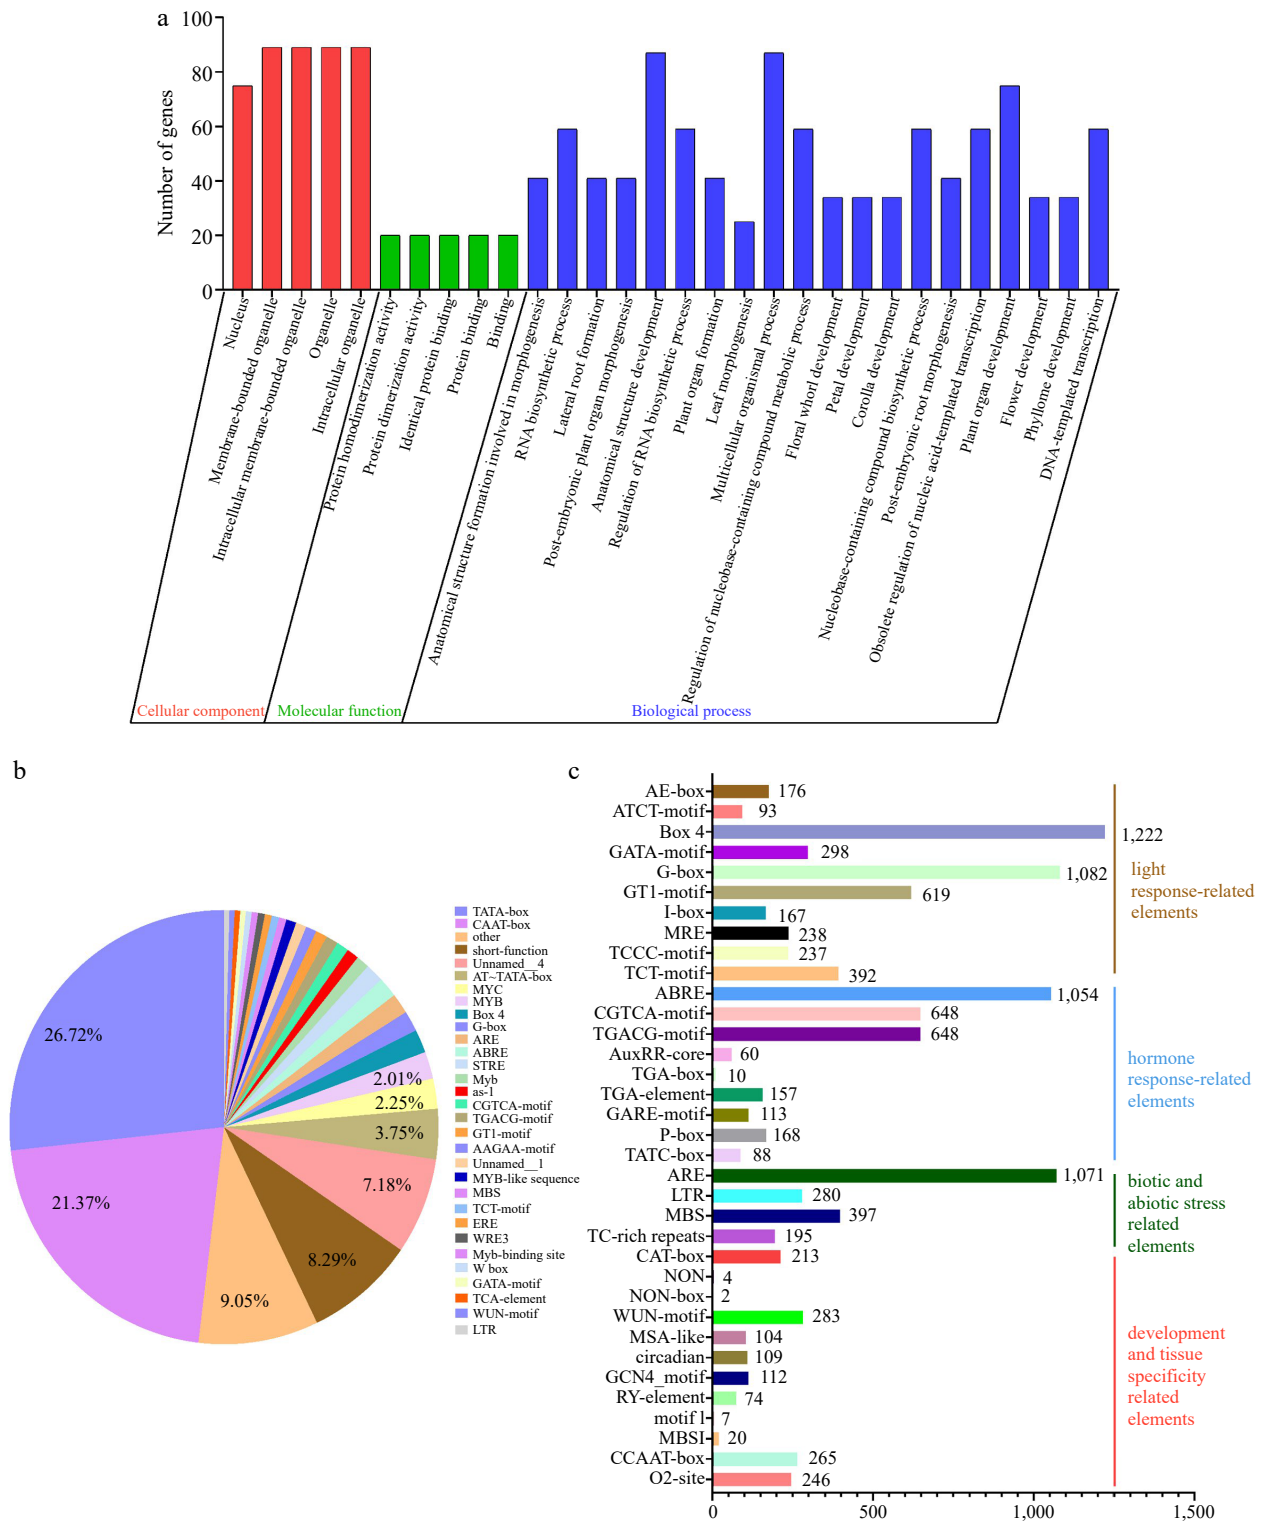 a
100
80
60
40
20
0
Number of genes
Nucleus
Membrane-bounded organelle
Intracellular membrane-bounded organelle
Organelle
Intracellular organelle
Protein homodimerization activity
Protein dimerization activity
Identical protein binding
Protein binding
Binding
Anatomical structure formation involved in morphogenesis
RNA biosynthetic process
Lateral root formation
Post-embryonic plant organ morphogenesis
Anatomical structure development
Regulation of RNA biosynthetic process
Plant organ formation
Leaf morphogenesis
Multicellular organismal process
Regulation of nucleobase-containing compound metabolic process
Floral whorl development
Petal development
Corolla development
Nucleobase-containing compound biosynthetic process
Post-embryonic root morphogenesis
Obsolete regulation of nucleic acid-templated transcription
Plant organ development
Flower development
Phyllome development
DNA-templated transcription
Cellular component
Molecular function
Biological process
b
26.72%
21.37%
9.05%
8.29%
7.18%
3.75%
2.25%
2.01%
TATA-box
CAAT-box
other
short-function
Unnamed__4
AT~TATA-box
MYC
MYB
Box 4
G-box
ARE
ABRE
STRE
Myb
as-1
CGTCA-motif
TGACG-motif
GT1-motif
AAGAA-motif
Unnamed__1
MYB-like sequence
MBS
TCT-motif
ERE
WRE3
Myb-binding site
W box
GATA-motif
TCA-element
WUN-motif
LTR
c
AE-box 176
ATCT-motif 93
Box 4 1,222
GATA-motif 298
G-box 1,082
GT1-motif 619
I-box 167
MRE 238
TCCC-motif 237
TCT-motif 392
ABRE 1,054
CGTCA-motif 648
TGACG-motif 648
AuxRR-core 60
TGA-box 10
TGA-element 157
GARE-motif 113
P-box 168
TATC-box 88
ARE 1,071
LTR 280
MBS 397
TC-rich repeats 195
CAT-box 213
NON 4
NON-box 2
WUN-motif 283
MSA-like 104
circadian 109
GCN4_motif 112
RY-element 74
motif l 7
MBSI 20
CCAAT-box 265
O2-site 246
0 500 1,000 1,500
light
response-related
elements
hormone
response-related
elements
biotic and
abiotic stress
related
elements
development
and tissue
specificity
related
elements